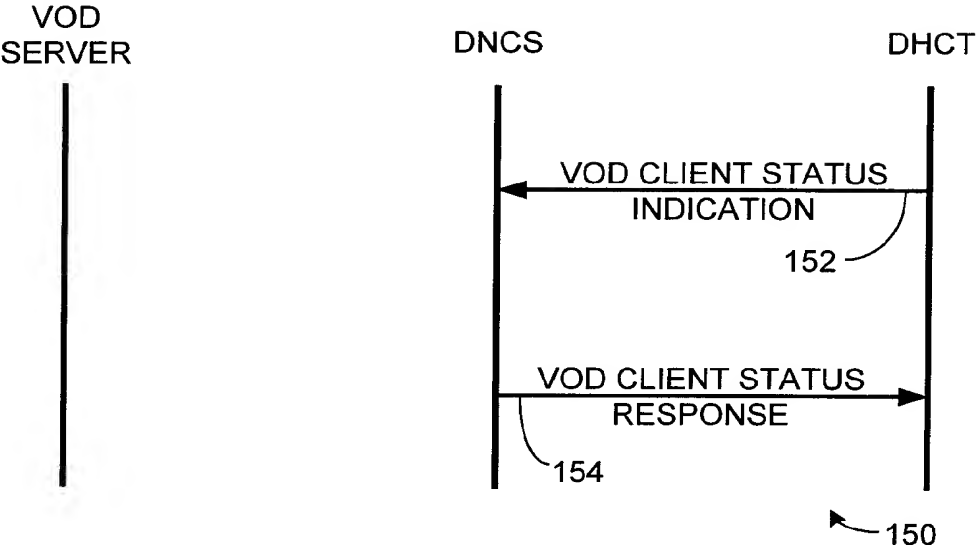 VOD
SERVER
DNCS
DHCT
VOD CLIENT STATUS
INDICATION
152
VOD CLIENT STATUS
RESPONSE
154
150